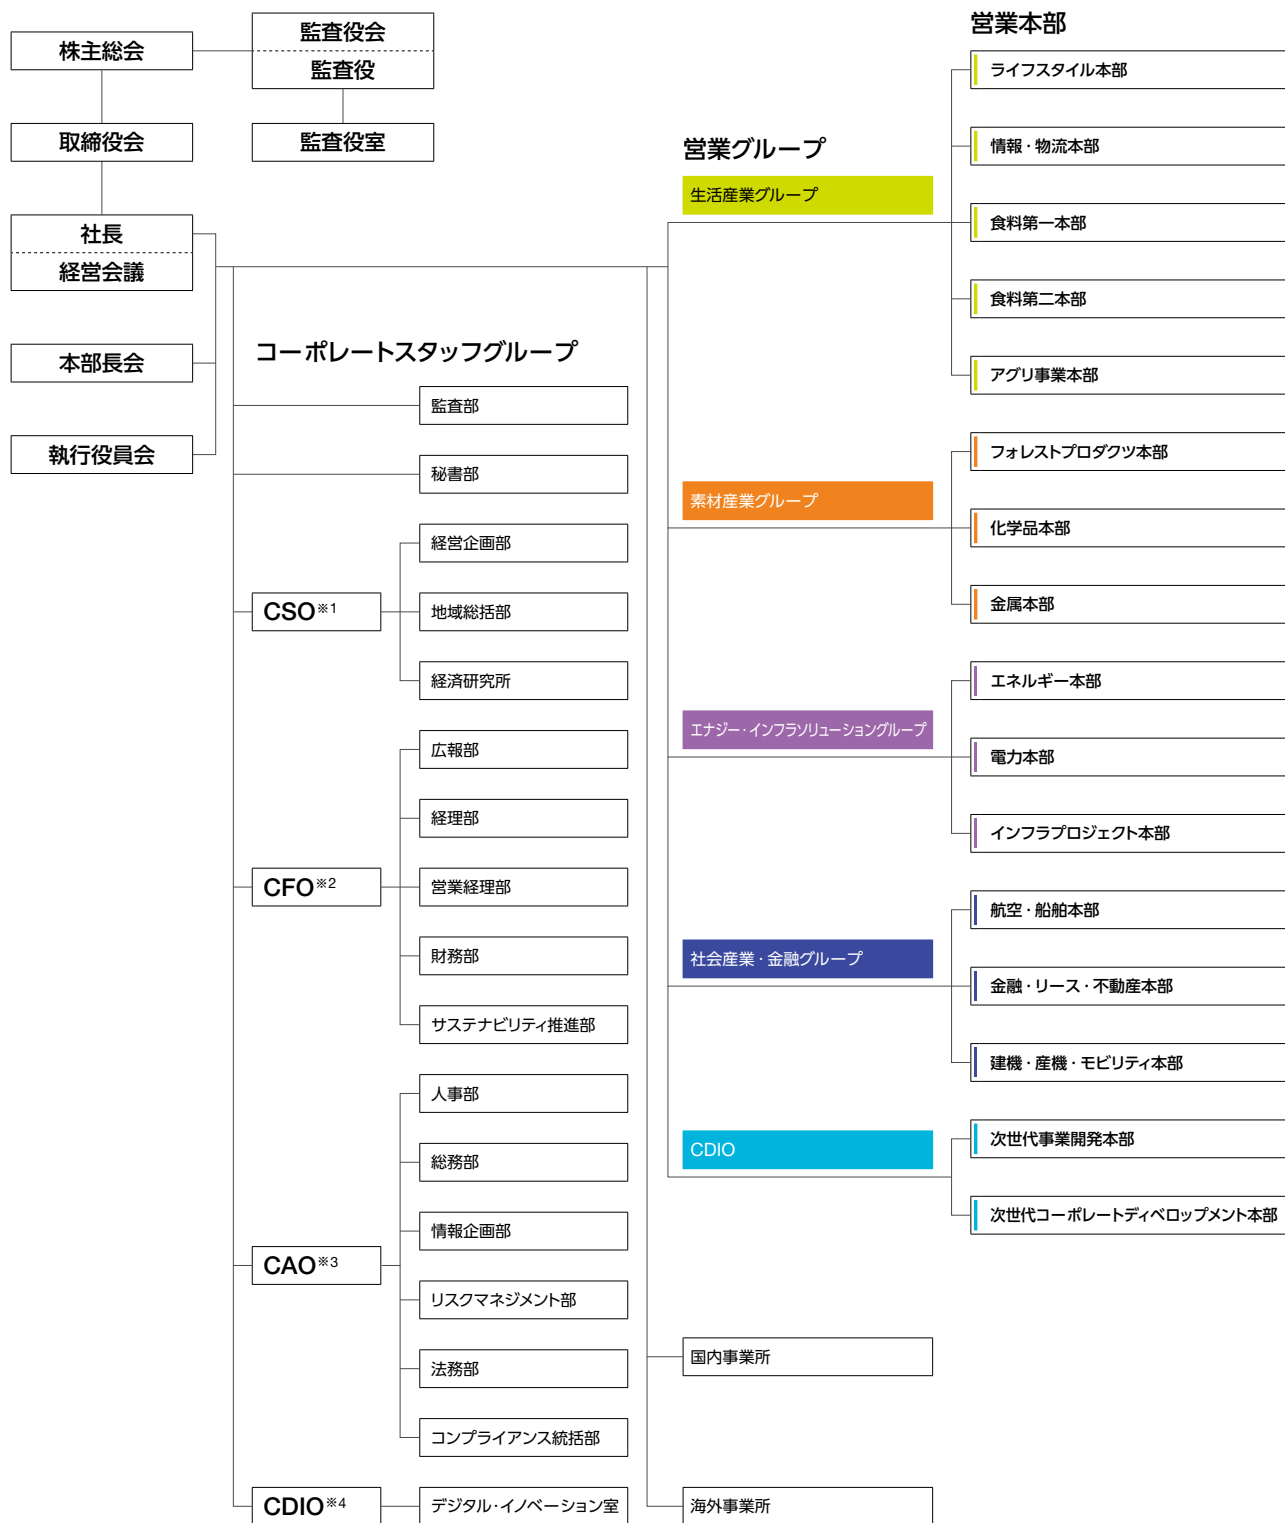 株主総会
監査役会
監査役
取締役会
監査役室
社長
経営会議
本部長会
執行役員会
コーポレートスタッフグループ
監査部
秘書部
CSO※1
経営企画部
地域総括部
経済研究所
CFO※2
広報部
経理部
営業経理部
財務部
サステナビリティ推進部
CAO※3
人事部
総務部
情報企画部
リスクマネジメント部
法務部
コンプライアンス統括部
CDIO※4
デジタル・イノベーション室
営業グループ
営業本部
生活産業グループ
ライフスタイル本部
情報・物流本部
食料第一本部
食料第二本部
アグリ事業本部
素材産業グループ
フォレストプロダクツ本部
化学品本部
金属本部
エナジー・インフラソリューショングループ
エネルギー本部
電力本部
インフラプロジェクト本部
社会産業・金融グループ
航空・船舶本部
金融・リース・不動産本部
建機・産機・モビリティ本部
CDIO
次世代事業開発本部
次世代コーポレートディベロップメント本部
国内事業所
海外事業所